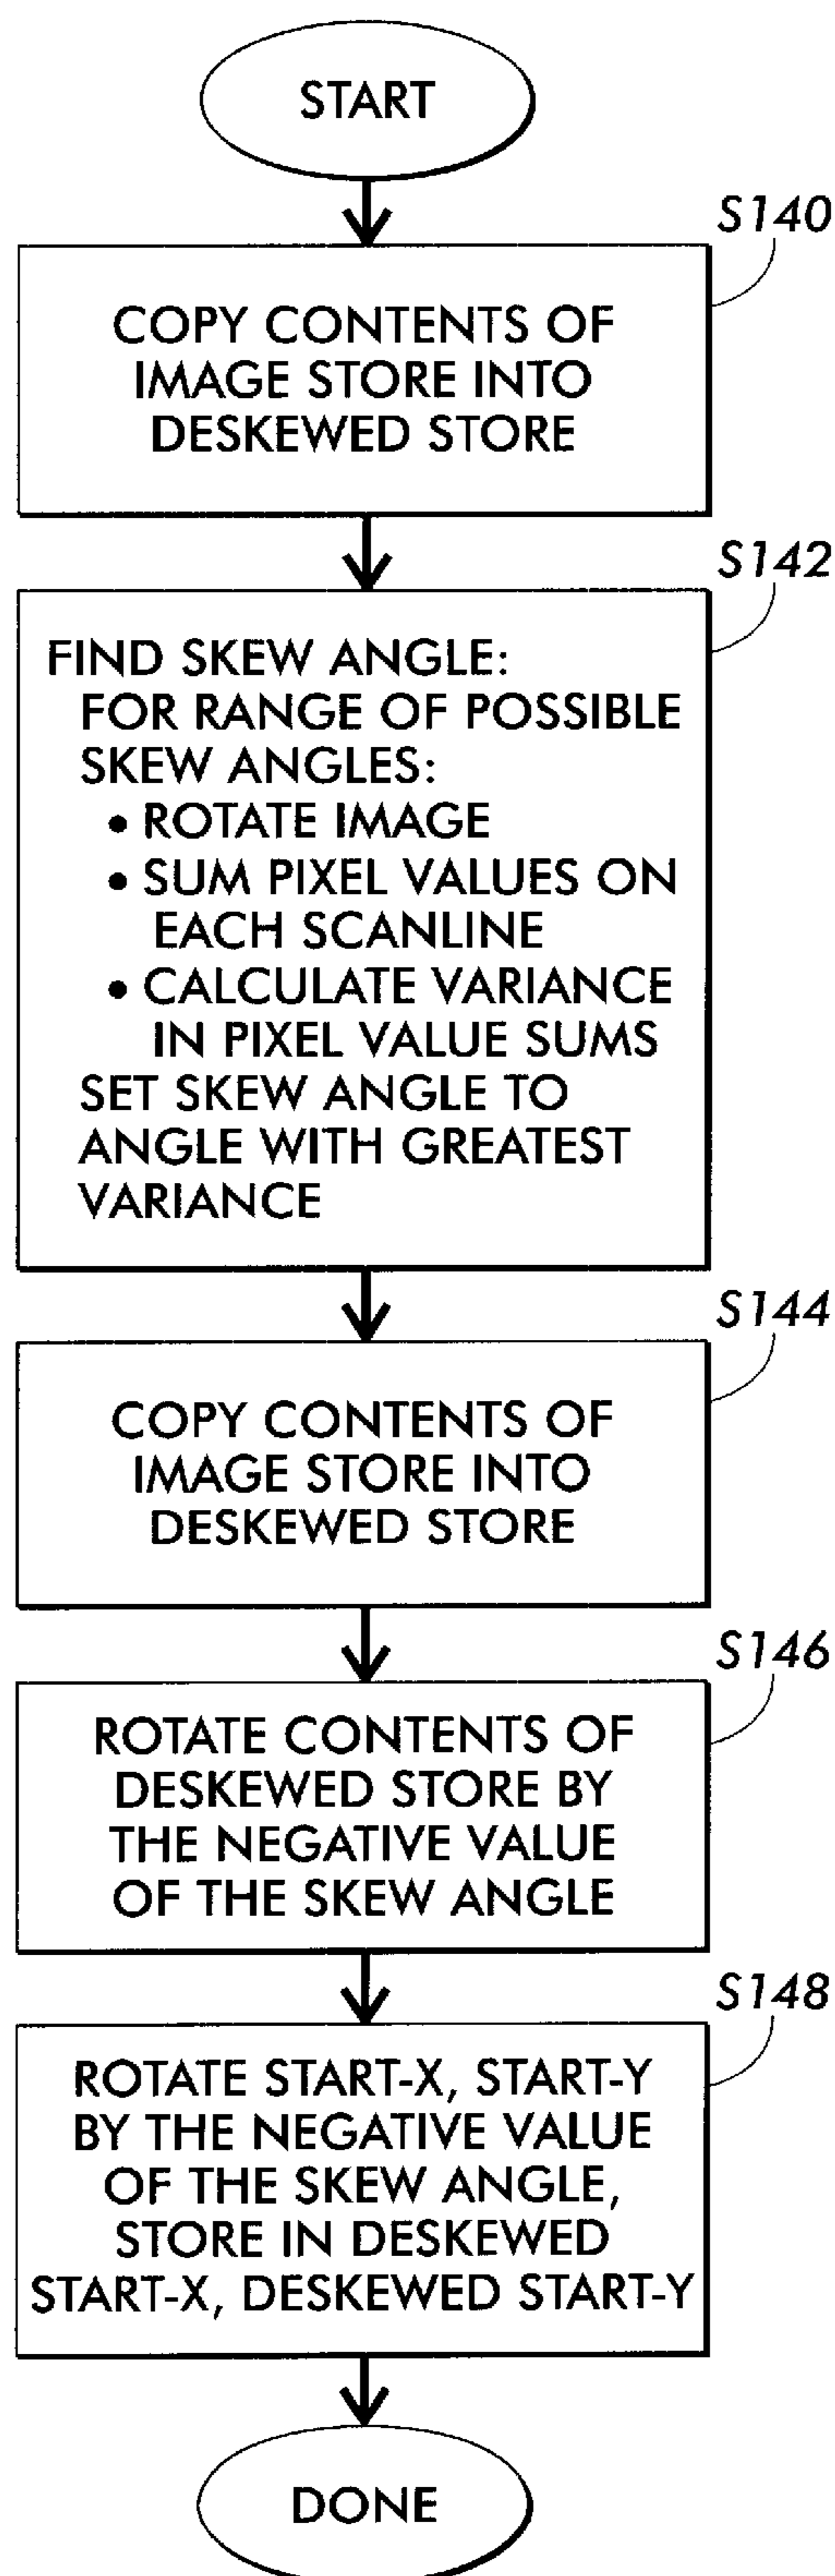 START
S140
COPY CONTENTS OF
IMAGE STORE INTO
DESKEWED STORE
S142
FIND SKEW ANGLE:
FOR RANGE OF POSSIBLE
SKEW ANGLES:
• ROTATE IMAGE
• SUM PIXEL VALUES ON
EACH SCANLINE
• CALCULATE VARIANCE
IN PIXEL VALUE SUMS
SET SKEW ANGLE TO
ANGLE WITH GREATEST
VARIANCE
S144
COPY CONTENTS OF
IMAGE STORE INTO
DESKEWED STORE
S146
ROTATE CONTENTS OF
DESKEWED STORE BY
THE NEGATIVE VALUE
OF THE SKEW ANGLE
S148
ROTATE START-X, START-Y
BY THE NEGATIVE VALUE
OF THE SKEW ANGLE,
STORE IN DESKEWED
START-X, DESKEWED START-Y
DONE